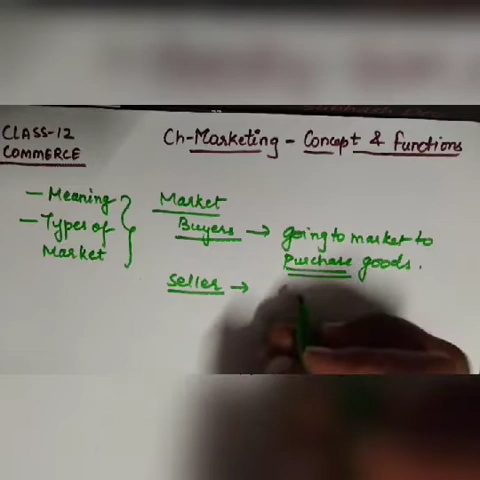 CLASS-12
COMMERCE
Ch-Marketing - Concept & Functions
- Meaning
- Types of
Market
Market
Buyers → going to market to
Purchase goods.
Seller →